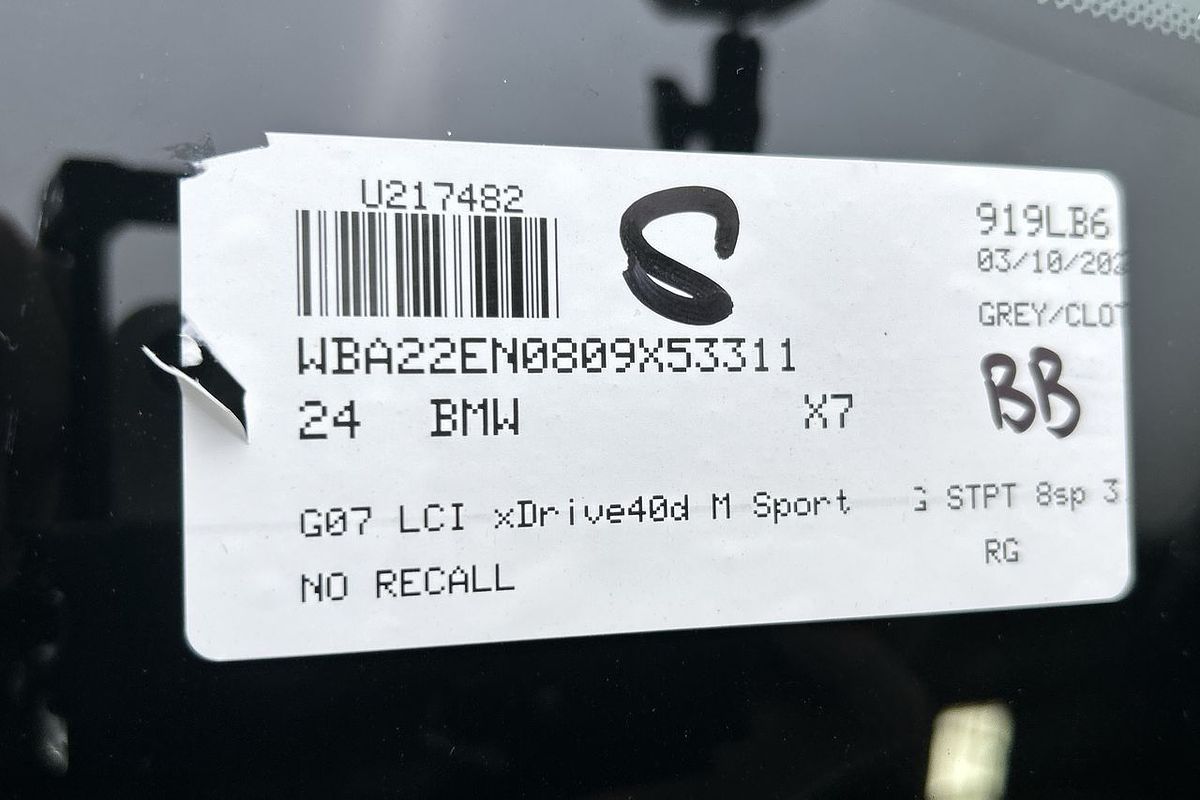 U217482
S
919LB6
03/10/202
GREY/CLOT
WBA22EN0809X53311
BB
24 BMW X7
G07 LCI xDrive40d M Sport STPT 8sp 3.
RG
NO RECALL